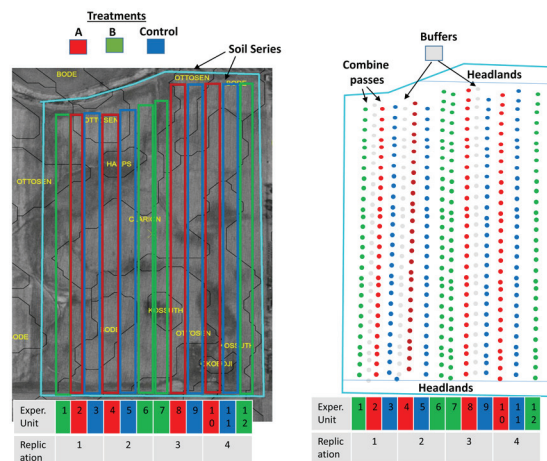 Treatments
A B Control
Soil Series
BODE
OTTOSEN
BODE
OTTOSEN
HARPS
OTTOSEN
CLARION
KOSSUTH
BODE
OTTOSEN
BODE
KOSSUTH
OKOBOJI
Exper. Unit 1 2 3 4 5 6 7 8 9 10 11 12
Replication 1 2 3 4
Buffers
Combine passes
Headlands
Headlands
Exper. Unit 1 2 3 4 5 6 7 8 9 10 11 12
Replication 1 2 3 4